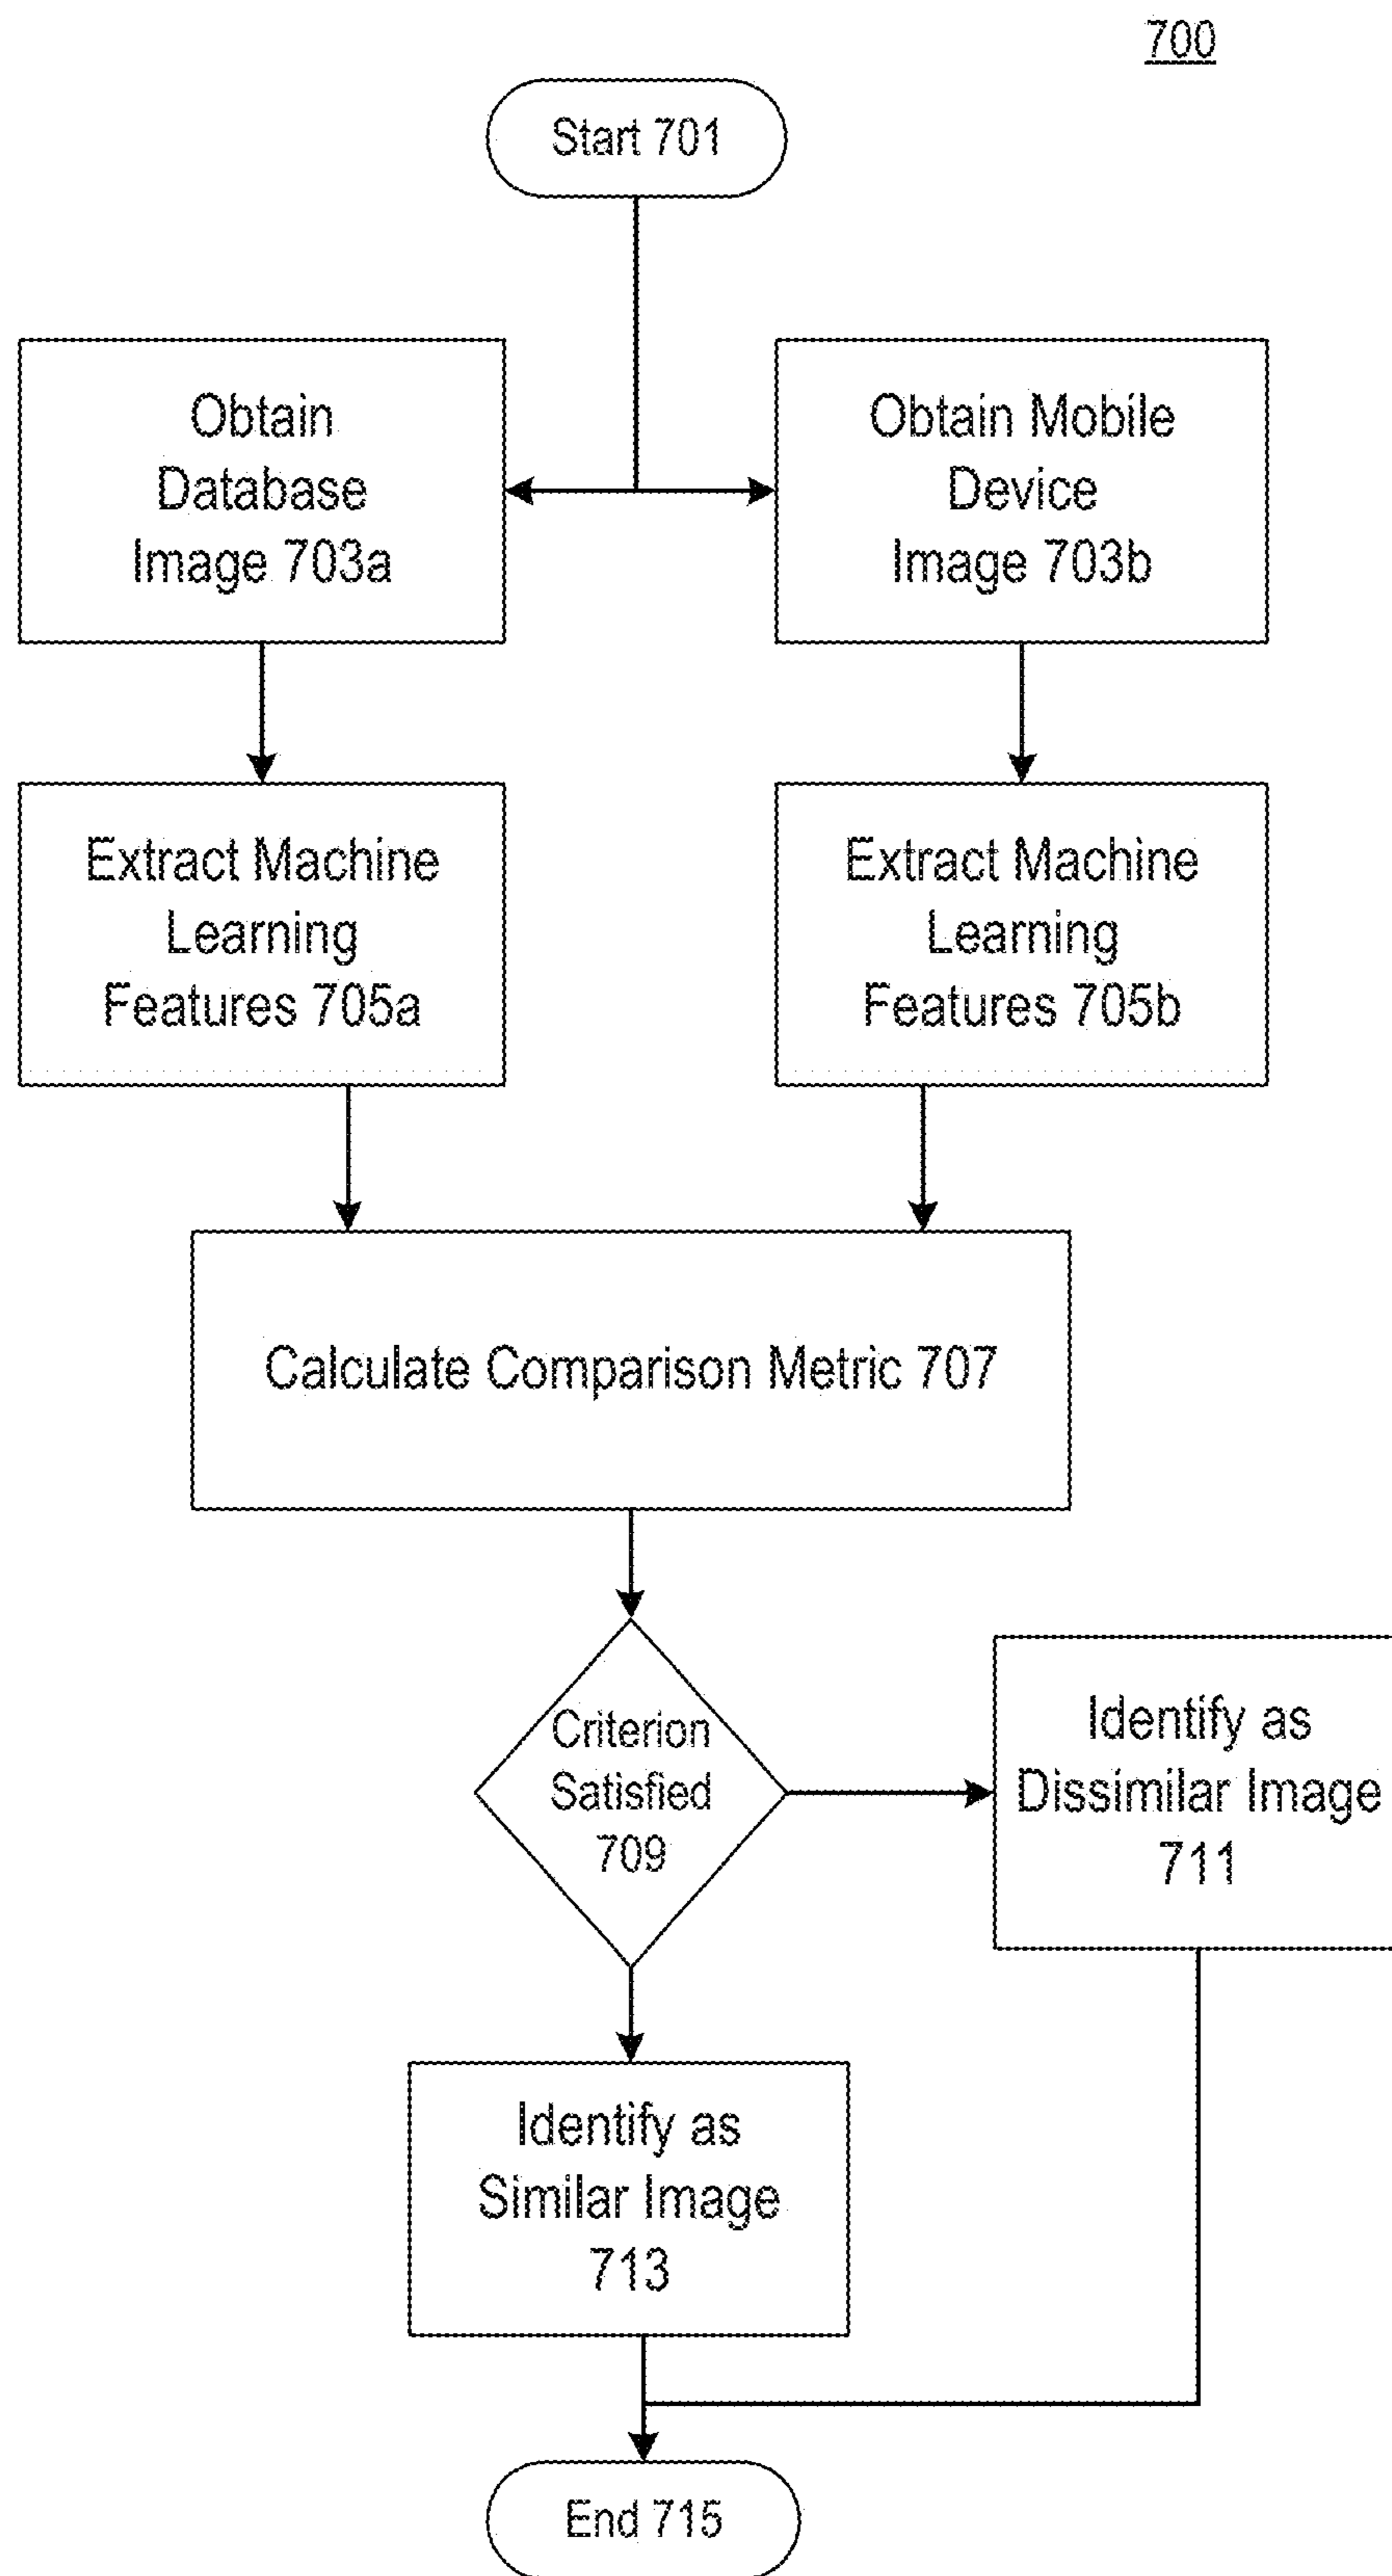 700
Start 701
Obtain
Database
Image 703a
Obtain Mobile
Device
Image 703b
Extract Machine
Learning
Features 705a
Extract Machine
Learning
Features 705b
Calculate Comparison Metric 707
Criterion
Satisfied
709
Identify as
Dissimilar Image
711
Identify as
Similar Image
713
End 715